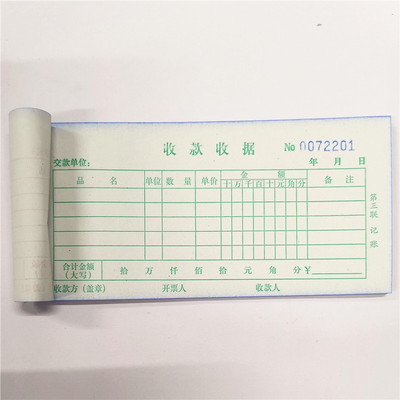 收款收据 No 0072201
交款单位: 年 月 日
品 名 单位 数量 单价 金 额 备 注
十 万 千 百 十 元 角 分
第三联 记账
合计金额(大写) 拾 万 仟 佰 拾 元 角 分 ¥
收款方(盖章) 开票人 收款人